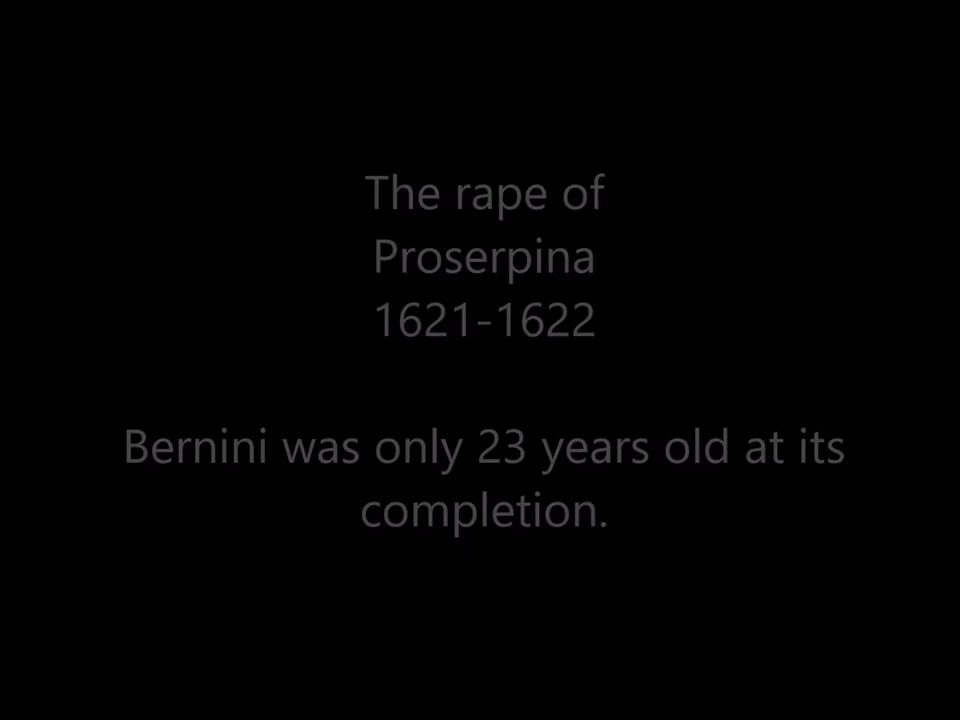 The rape of
Proserpina
1621-1622
Bernini was only 23 years old at its
completion.